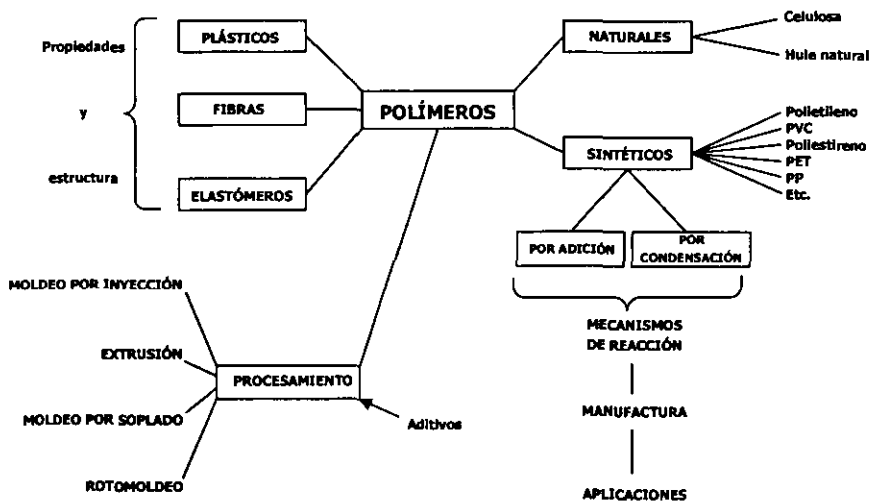 Propiedades
y
estructura
PLÁSTICOS
FIBRAS
ELASTÓMEROS
POLÍMEROS
NATURALES
Celulosa
Hule natural
SINTÉTICOS
Polietileno
PVC
Poliestireno
PET
PP
Etc.
POR ADICIÓN
POR
CONDENSACIÓN
MECANISMOS
DE REACCIÓN
MANUFACTURA
APLICACIONES
MOLDEO POR INYECCIÓN
EXTRUSIÓN
MOLDEO POR SOPLADO
ROTOMOLDEO
PROCESAMIENTO
Aditivos